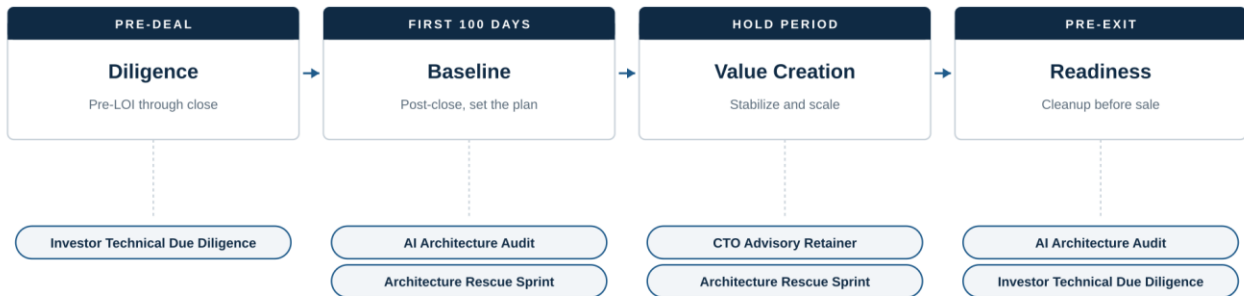 PRE-DEAL
Diligence
Pre-LOI through close
Investor Technical Due Diligence
FIRST 100 DAYS
Baseline
Post-close, set the plan
AI Architecture Audit
Architecture Rescue Sprint
HOLD PERIOD
Value Creation
Stabilize and scale
CTO Advisory Retainer
Architecture Rescue Sprint
PRE-EXIT
Readiness
Cleanup before sale
AI Architecture Audit
Investor Technical Due Diligence